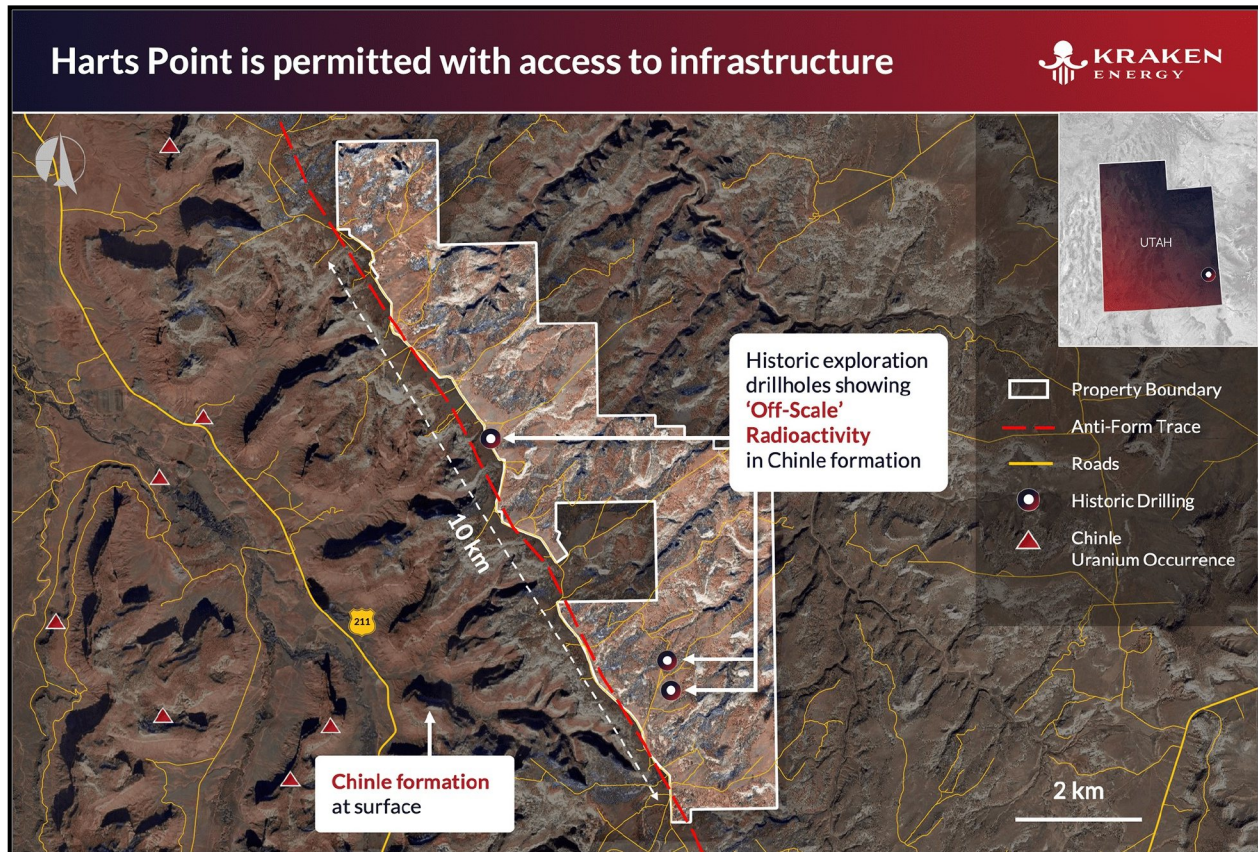 Harts Point is permitted with access to infrastructure
KRAKEN
ENERGY
UTAH
Historic exploration
drillholes showing
‘Off-Scale’
Radioactivity
in Chinle formation
Property Boundary
Anti-Form Trace
Roads
Historic Drilling
Chinle
Uranium Occurrence
10 km
211
Chinle formation
at surface
2 km